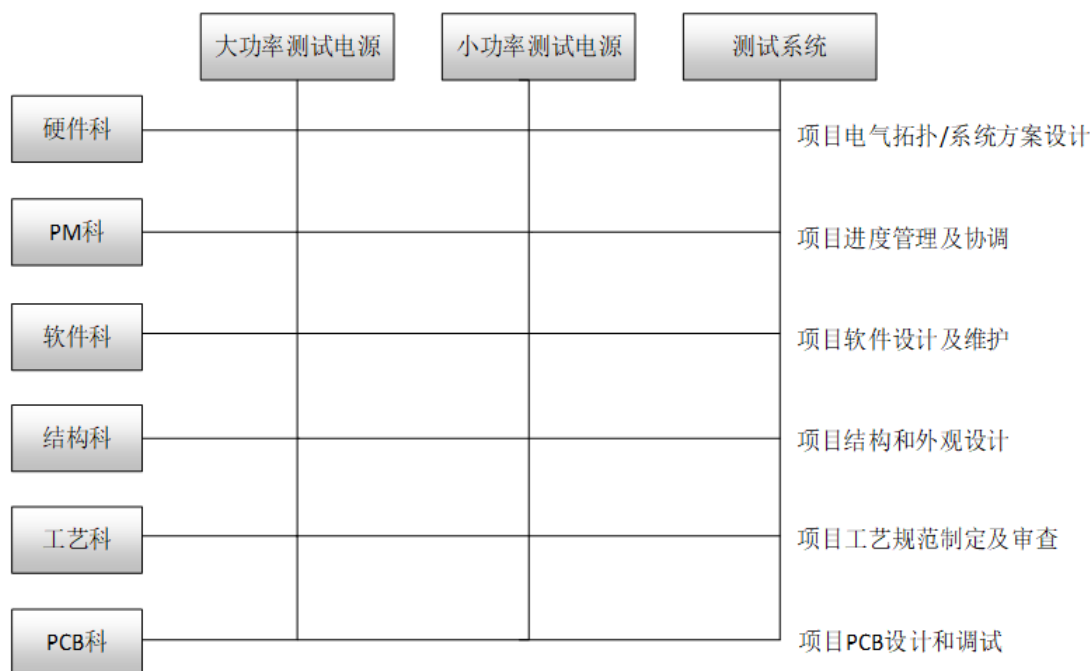 大功率测试电源
小功率测试电源
测试系统
硬件科
项目电气拓扑/系统方案设计
PM科
项目进度管理及协调
软件科
项目软件设计及维护
结构科
项目结构和外观设计
工艺科
项目工艺规范制定及审查
PCB科
项目PCB设计和调试